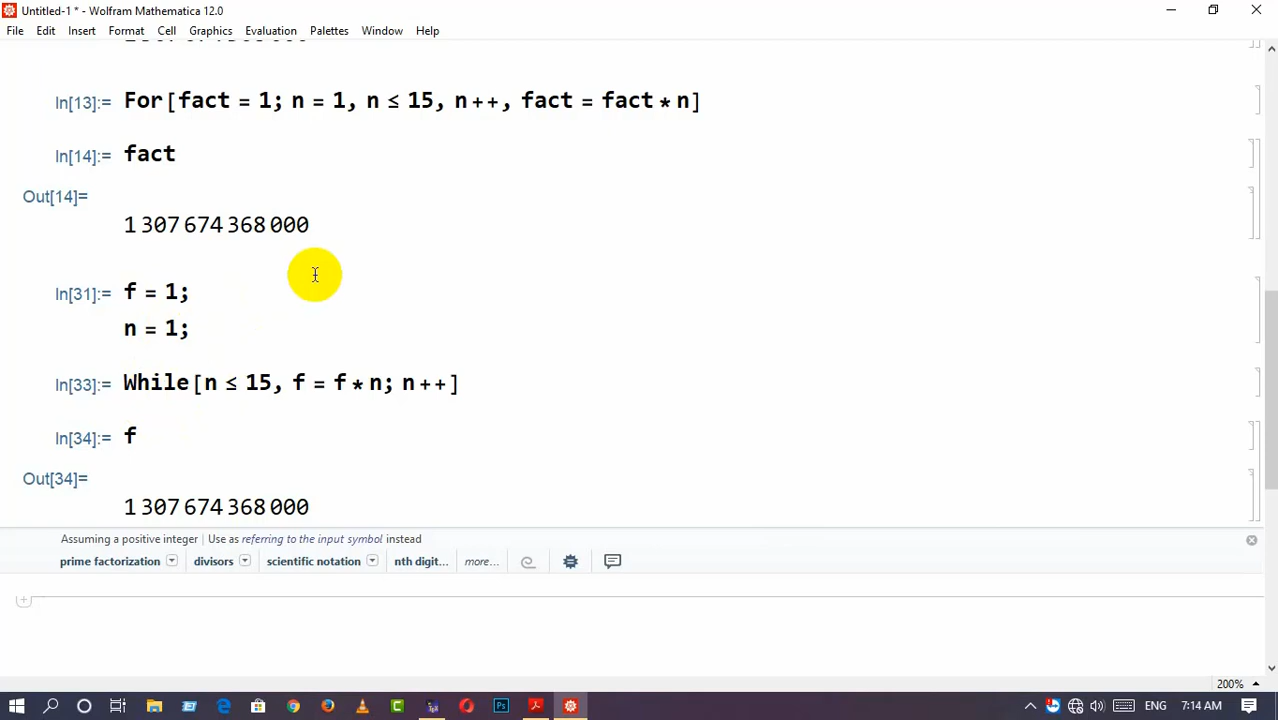 Untitled-1 * - Wolfram Mathematica 12.0
File Edit Insert Format Cell Graphics Evaluation Palettes Window Help
In[13]:= For[fact = 1; n = 1, n ≤ 15, n++, fact = fact * n]
In[14]:= fact
Out[14]=
1 307 674 368 000
In[31]:= f = 1;
n = 1;
In[33]:= While[n ≤ 15, f = f * n; n++]
In[34]:= f
Out[34]=
1 307 674 368 000
Assuming a positive integer | Use as referring to the input symbol instead
prime factorization divisors scientific notation nth digit... more...
200%
ENG 7:14 AM